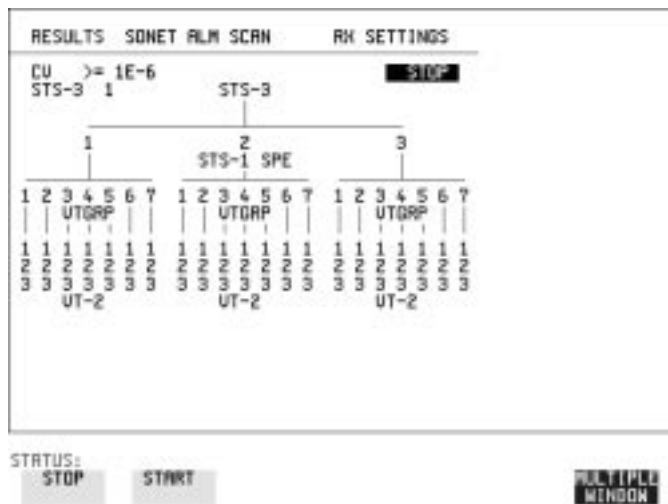 RESULTS SONET ALM SCAN RX SETTINGS
CV >= 1E-6 STOP
STS-3 1 STS-3
1 2 3
STS-1 SPE
1 2 3 4 5 6 7 1 2 3 4 5 6 7 1 2 3 4 5 6 7
VTGRP VTGRP VTGRP
1 1 1 1 1 1 1 1 1 1 1 1 1 1 1 1 1 1 1 1 1
2 2 2 2 2 2 2 2 2 2 2 2 2 2 2 2 2 2 2 2 2
3 3 3 3 3 3 3 3 3 3 3 3 3 3 3 3 3 3 3 3 3
VT-2 VT-2 VT-2
STATUS:
STOP START MULTIPLE
WINDOW